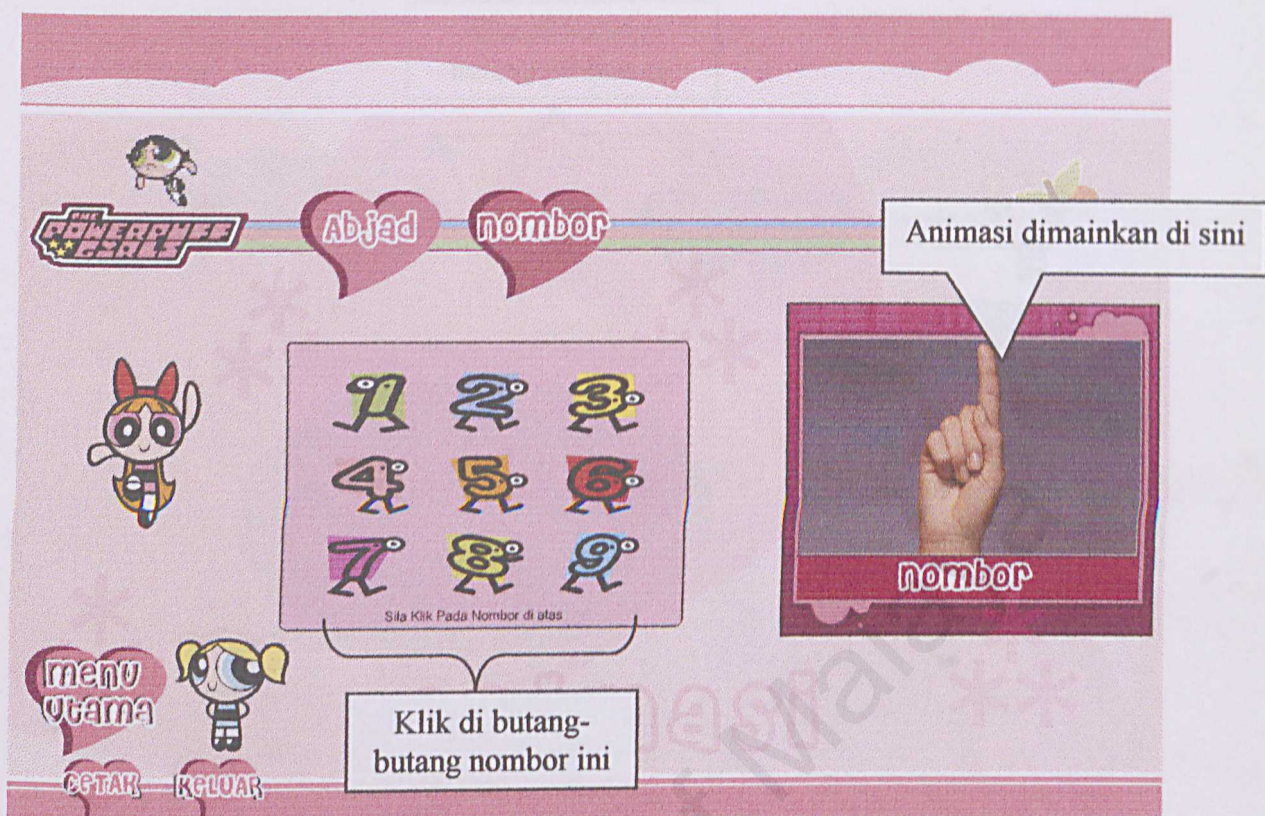 THE
POWERPUFF
GIRLS
Abjad
nombor
Animasi dimainkan di sini
1 2 3
4 5 6
7 8 9
Sila Klik Pada Nombor di atas
nombor
menu
utama
Klik di butang-
butang nombor ini
CETAK KELUAR